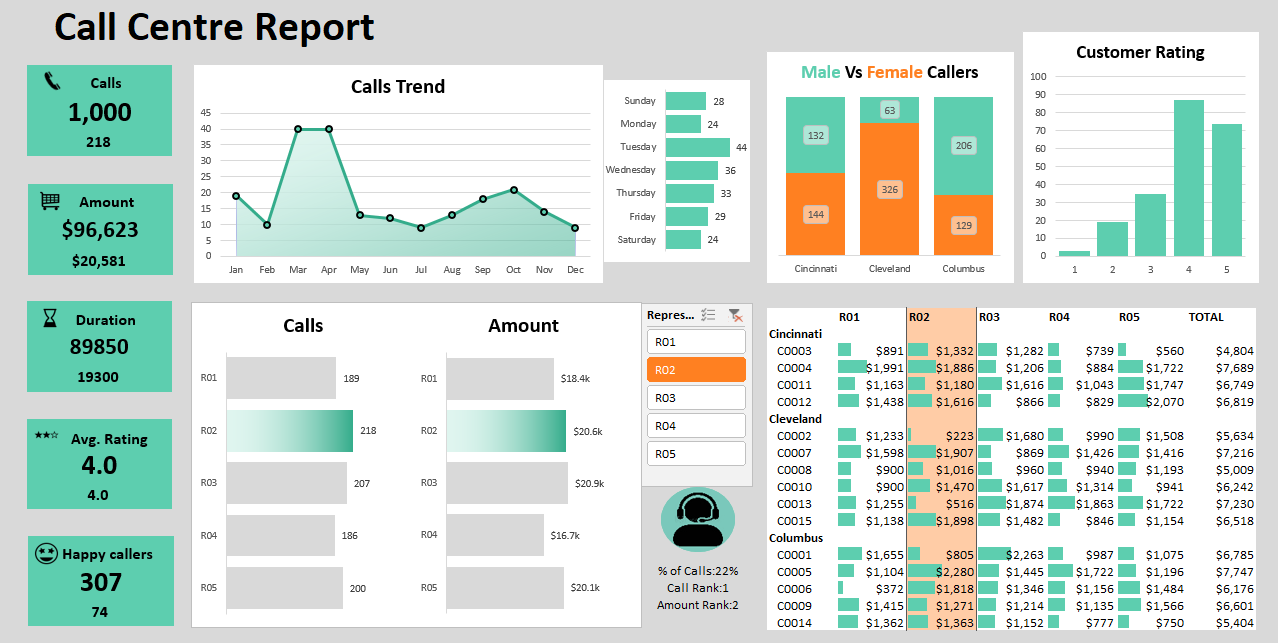 Call Centre Report
Calls
1,000
218
Amount
$96,623
$20,581
Duration
89850
19300
Avg. Rating
4.0
4.0
Happy callers
307
74
Calls Trend
45
40
35
30
25
20
15
10
5
0
Jan Feb Mar Apr May Jun Jul Aug Sep Oct Nov Dec
Sunday 28
Monday 24
Tuesday 44
Wednesday 36
Thursday 33
Friday 29
Saturday 24
Male Vs Female Callers
132 63 206
144 326 129
Cincinnati Cleveland Columbus
Customer Rating
100
90
80
70
60
50
40
30
20
10
0
1 2 3 4 5
Calls
R01 189
R02 218
R03 207
R04 186
R05 200
Amount
R01 $18.4k
R02 $20.6k
R03 $20.9k
R04 $16.7k
R05 $20.1k
Repres...
R01
R02
R03
R04
R05
% of Calls:22%
Call Rank:1
Amount Rank:2
R01 R02 R03 R04 R05 TOTAL
Cincinnati
C0003 $891 $1,332 $1,282 $739 $560 $4,804
C0004 $1,991 $1,886 $1,206 $884 $1,722 $7,689
C0011 $1,163 $1,180 $1,616 $1,043 $1,747 $6,749
C0012 $1,438 $1,616 $866 $829 $2,070 $6,819
Cleveland
C0002 $1,233 $223 $1,680 $990 $1,508 $5,634
C0007 $1,598 $1,907 $869 $1,426 $1,416 $7,216
C0008 $900 $1,016 $960 $940 $1,193 $5,009
C0010 $900 $1,470 $1,617 $1,314 $941 $6,242
C0013 $1,255 $516 $1,874 $1,863 $1,722 $7,230
C0015 $1,138 $1,898 $1,482 $846 $1,154 $6,518
Columbus
C0001 $1,655 $805 $2,263 $987 $1,075 $6,785
C0005 $1,104 $2,280 $1,445 $1,722 $1,196 $7,747
C0006 $372 $1,818 $1,346 $1,156 $1,484 $6,176
C0009 $1,415 $1,271 $1,214 $1,135 $1,566 $6,601
C0014 $1,362 $1,363 $1,152 $777 $750 $5,404